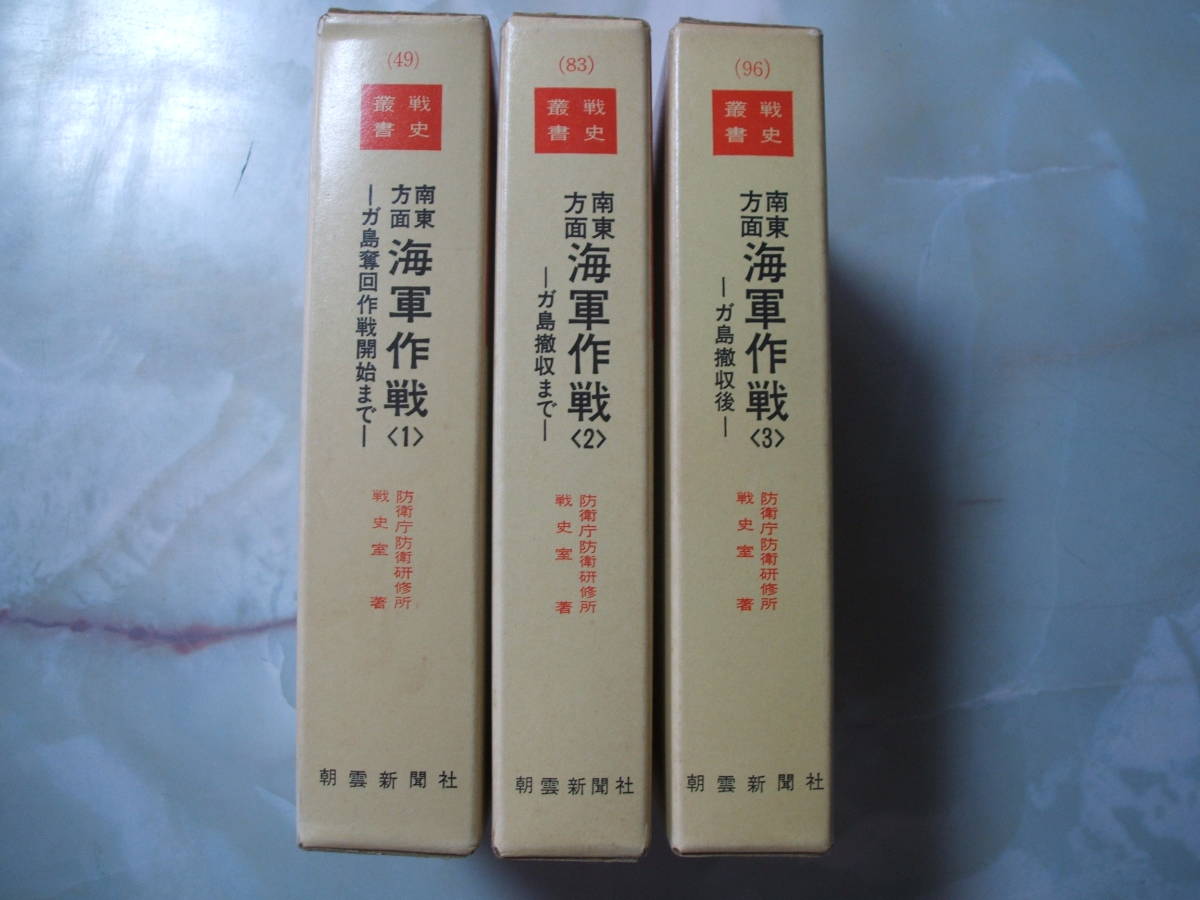 (49)
戦史
叢書
南東
方面
海軍作戦〈1〉
―ガ島奪回作戦開始まで―
防衛庁防衛研修所
戦史室 著
朝雲新聞社
(83)
戦史
叢書
南東
方面
海軍作戦〈2〉
―ガ島撤収まで―
防衛庁防衛研修所
戦史室 著
朝雲新聞社
(96)
戦史
叢書
南東
方面
海軍作戦〈3〉
―ガ島撤収後―
防衛庁防衛研修所
戦史室 著
朝雲新聞社